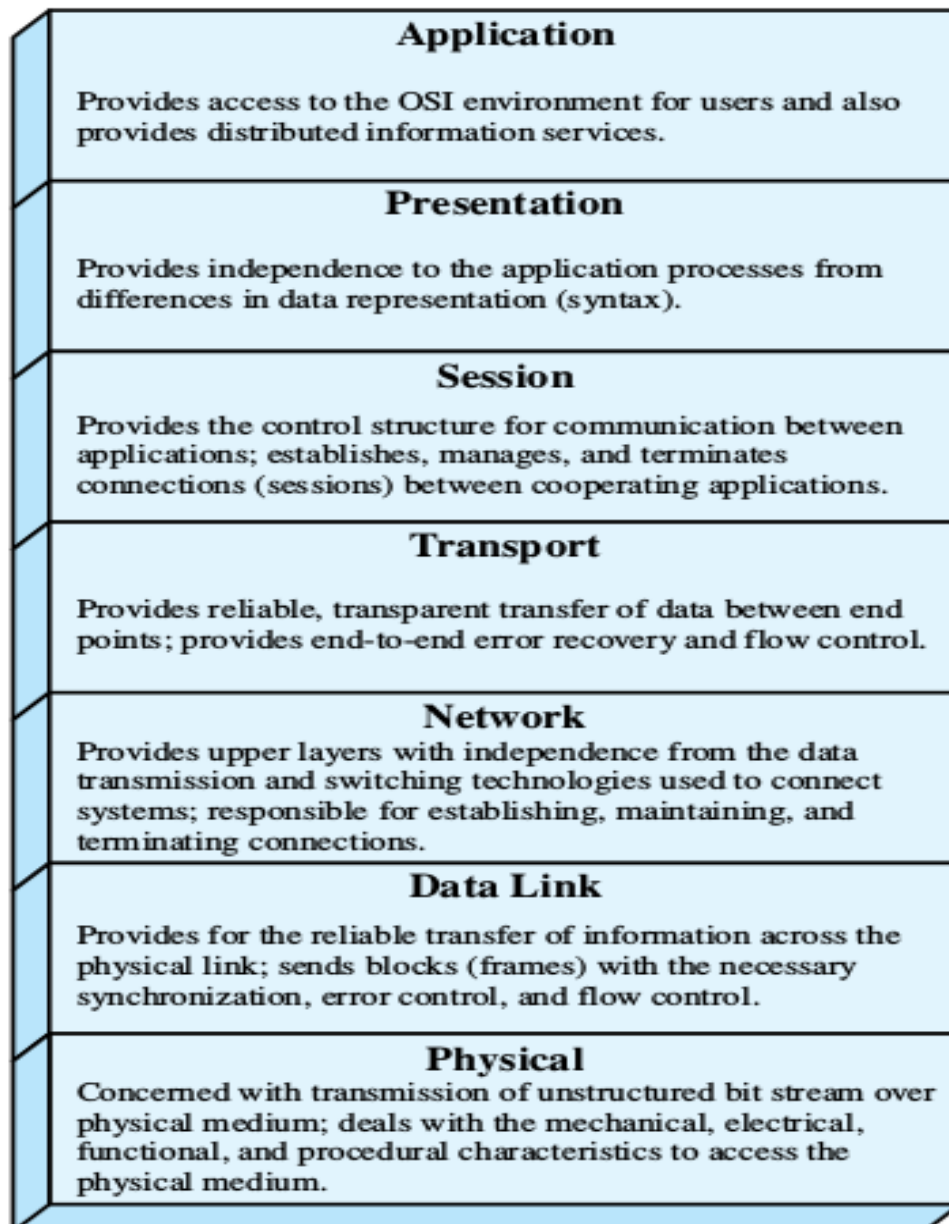 Application
Provides access to the OSI environment for users and also
provides distributed information services.
Presentation
Provides independence to the application processes from
differences in data representation (syntax).
Session
Provides the control structure for communication between
applications; establishes, manages, and terminates
connections (sessions) between cooperating applications.
Transport
Provides reliable, transparent transfer of data between end
points; provides end-to-end error recovery and flow control.
Network
Provides upper layers with independence from the data
transmission and switching technologies used to connect
systems; responsible for establishing, maintaining, and
terminating connections.
Data Link
Provides for the reliable transfer of information across the
physical link; sends blocks (frames) with the necessary
synchronization, error control, and flow control.
Physical
Concerned with transmission of unstructured bit stream over
physical medium; deals with the mechanical, electrical,
functional, and procedural characteristics to access the
physical medium.